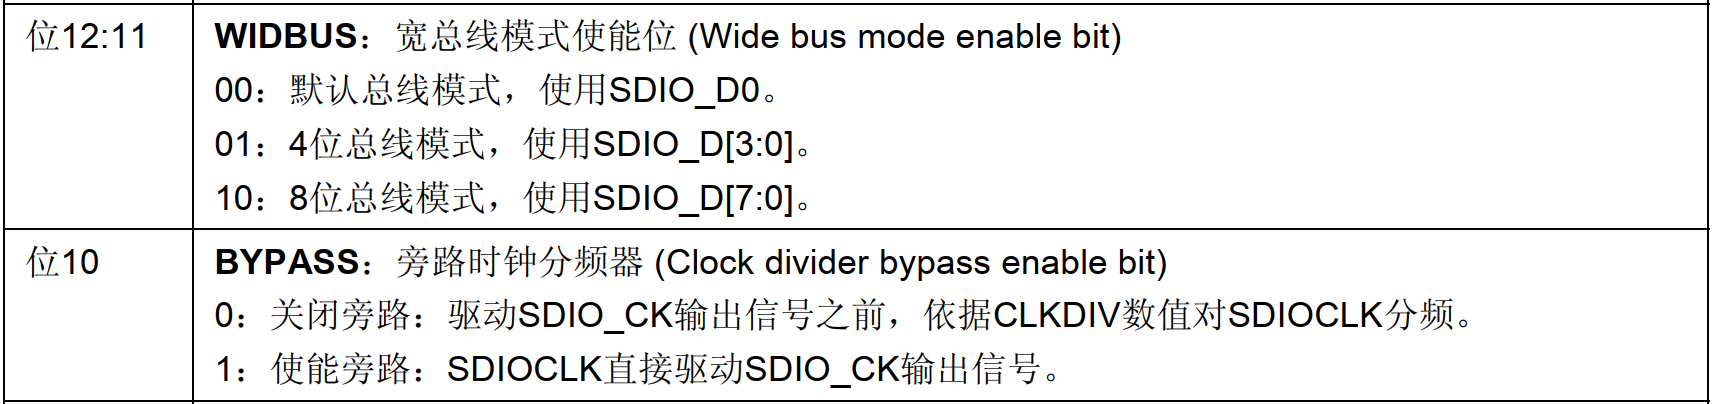 位12:11
WIDBUS：宽总线模式使能位 (Wide bus mode enable bit)
00：默认总线模式，使用SDIO_D0。
01：4位总线模式，使用SDIO_D[3:0]。
10：8位总线模式，使用SDIO_D[7:0]。
位10
BYPASS：旁路时钟分频器 (Clock divider bypass enable bit)
0：关闭旁路：驱动SDIO_CK输出信号之前，依据CLKDIV数值对SDIOCLK分频。
1：使能旁路：SDIOCLK直接驱动SDIO_CK输出信号。